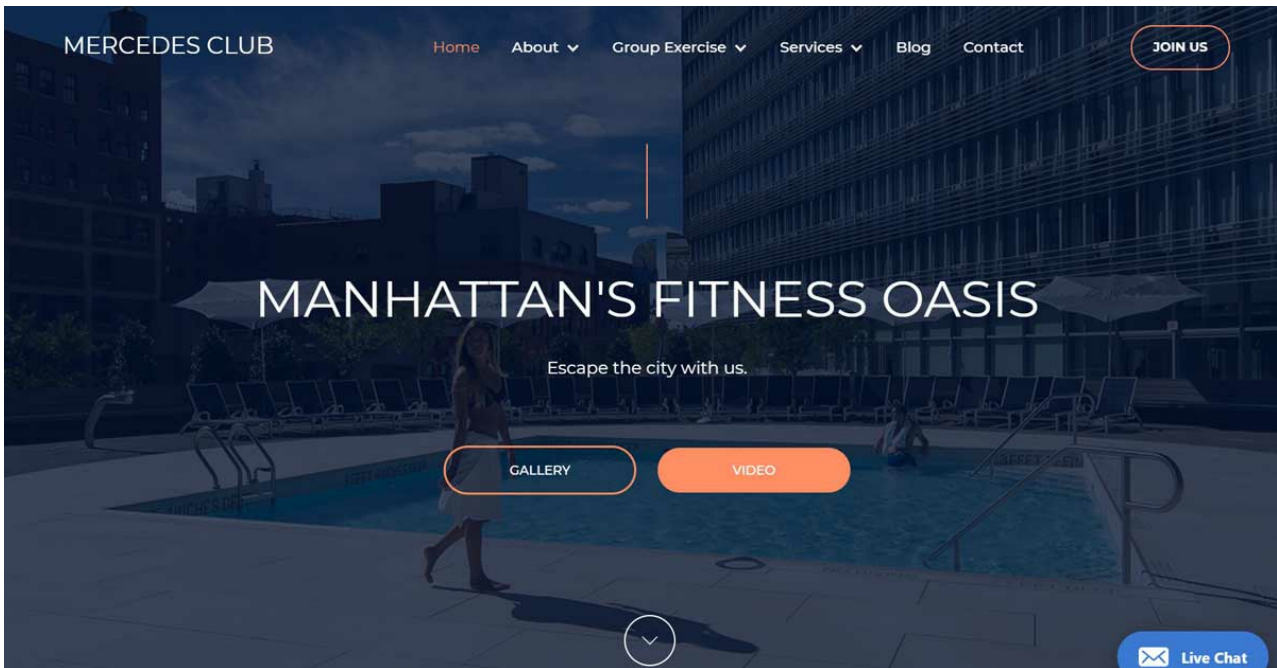 MERCEDES CLUB
Home About Group Exercise Services Blog Contact
JOIN US
MANHATTAN'S FITNESS OASIS
Escape the city with us.
GALLERY
VIDEO
Live Chat